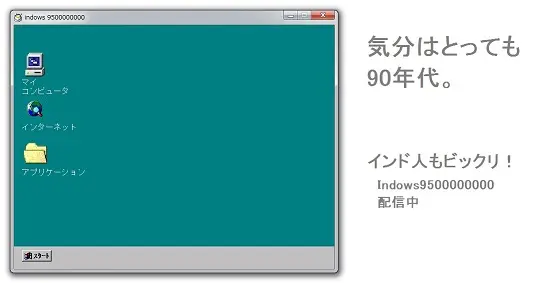 indows 9500000000
マイ
コンピュータ
インターネット
アプリケーション
スタート
気分はとっても
90年代。
インド人もビックリ！
Indows9500000000
配信中